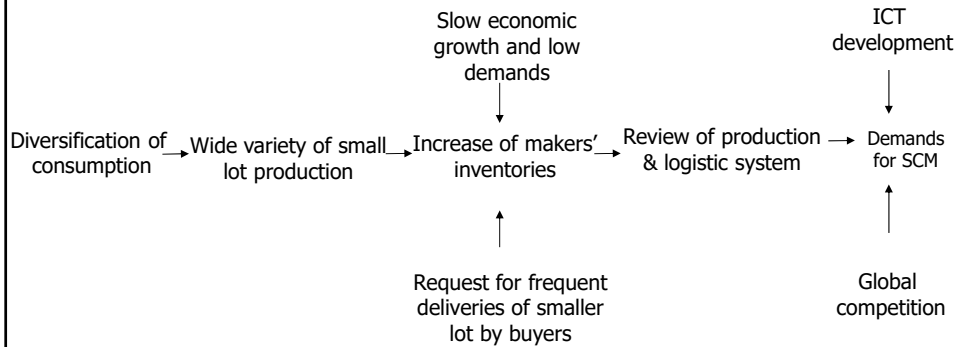 Slow economic
growth and low
demands
ICT
development
Diversification of
consumption
Wide variety of small
lot production
Increase of makers’
inventories
Review of production
& logistic system
Demands
for SCM
Request for frequent
deliveries of smaller
lot by buyers
Global
competition